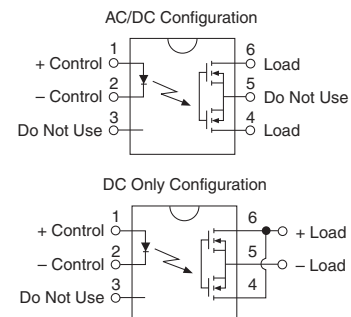 AC/DC Configuration
1 6
+ Control Load
2 5
– Control Do Not Use
3 4
Do Not Use Load
DC Only Configuration
1 6
+ Control + Load
2 5
– Control – Load
3 4
Do Not Use